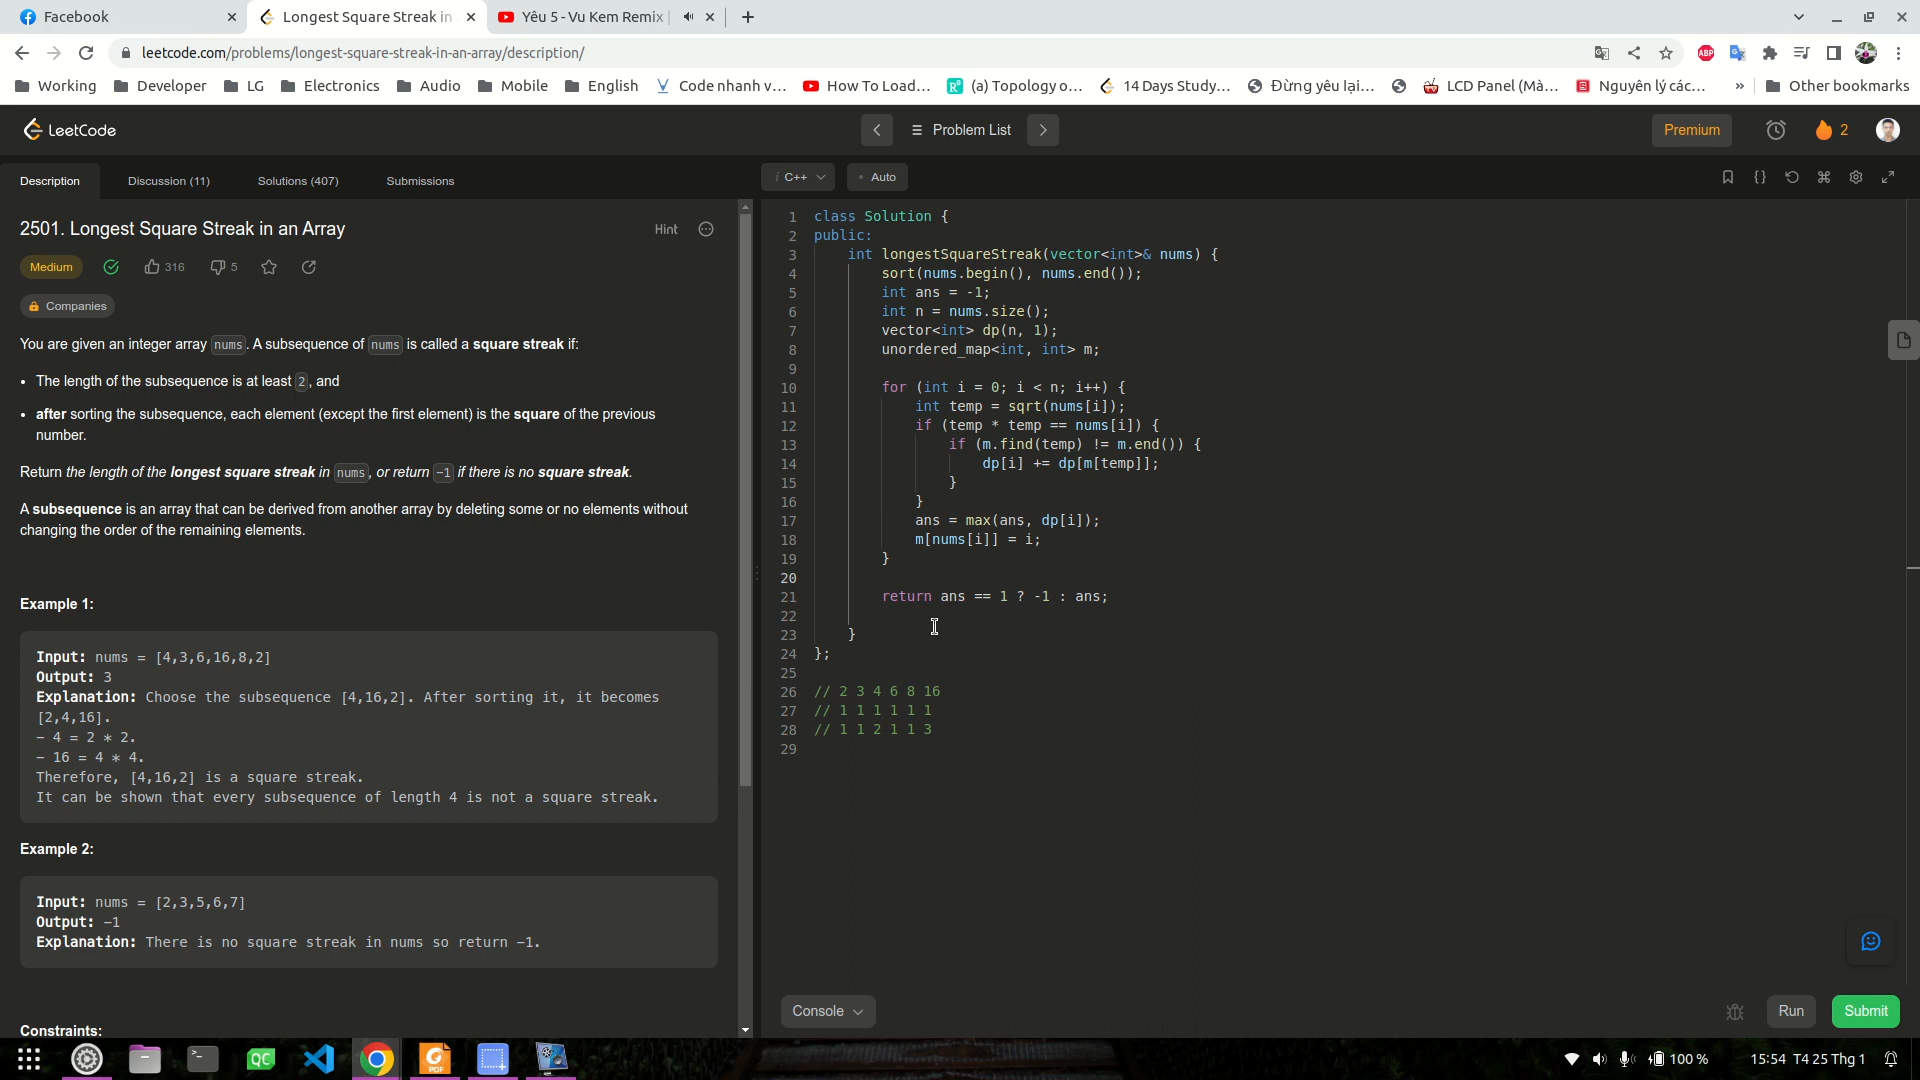 Facebook
Longest Square Streak in
Yêu 5 - Vu Kem Remix
leetcode.com/problems/longest-square-streak-in-an-array/description/
ABP
Working
Developer
LG
Electronics
Audio
Mobile
English
Code nhanh v...
How To Load...
(a) Topology o...
14 Days Study...
Đừng yêu lại...
LCD Panel (Mà...
Nguyên lý các...
»
Other bookmarks
LeetCode
Problem List
Premium
2
Description
Discussion (11)
Solutions (407)
Submissions
i C++
• Auto
2501. Longest Square Streak in an Array
Hint
Medium
316
5
Companies
You are given an integer array nums. A subsequence of nums is called a square streak if:
• The length of the subsequence is at least 2, and
• after sorting the subsequence, each element (except the first element) is the square of the previous
number.
Return the length of the longest square streak in nums, or return -1 if there is no square streak.
A subsequence is an array that can be derived from another array by deleting some or no elements without
changing the order of the remaining elements.
Example 1:
Input: nums = [4,3,6,16,8,2]
Output: 3
Explanation: Choose the subsequence [4,16,2]. After sorting it, it becomes
[2,4,16].
- 4 = 2 * 2.
- 16 = 4 * 4.
Therefore, [4,16,2] is a square streak.
It can be shown that every subsequence of length 4 is not a square streak.
Example 2:
Input: nums = [2,3,5,6,7]
Output: -1
Explanation: There is no square streak in nums so return -1.
Constraints:
1 class Solution {
2 public:
3 int longestSquareStreak(vector<int>& nums) {
4 sort(nums.begin(), nums.end());
5 int ans = -1;
6 int n = nums.size();
7 vector<int> dp(n, 1);
8 unordered_map<int, int> m;
9
10 for (int i = 0; i < n; i++) {
11 int temp = sqrt(nums[i]);
12 if (temp * temp == nums[i]) {
13 if (m.find(temp) != m.end()) {
14 dp[i] += dp[m[temp]];
15 }
16 }
17 ans = max(ans, dp[i]);
18 m[nums[i]] = i;
19 }
20
21 return ans == 1 ? -1 : ans;
22
23 }
24 };
25
26 // 2 3 4 6 8 16
27 // 1 1 1 1 1 1
28 // 1 1 2 1 1 3
29
Console
Run
Submit
QC
PDF
100 %
15:54 T4 25 Thg 1